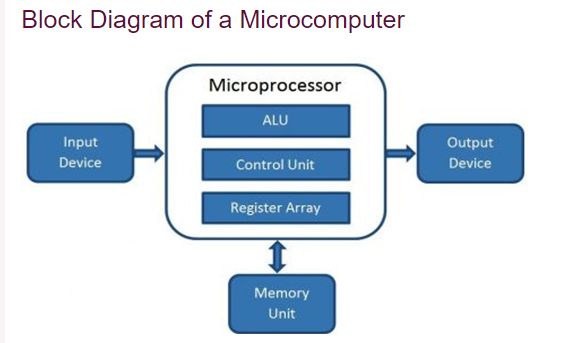 Block Diagram of a Microcomputer
Microprocessor
ALU
Input
Device
Control Unit
Output
Device
Register Array
Memory
Unit